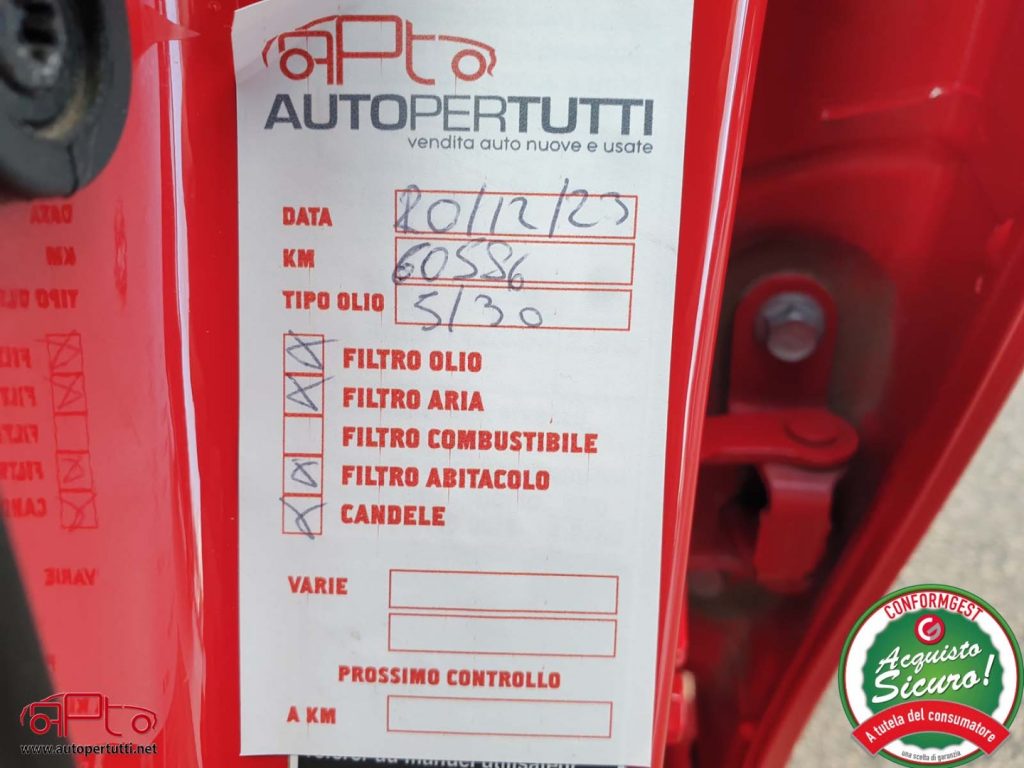 APto
AUTOPERTUTTI
vendita auto nuove e usate
DATA 20/12/23
KM 60586
TIPO OLIO 5/30
FILTRO OLIO
FILTRO ARIA
FILTRO COMBUSTIBILE
FILTRO ABITACOLO
CANDELE
VARIE
PROSSIMO CONTROLLO
A KM
APto
www.autopertutti.net
CONFORMGEST
Acquisto
Sicuro!
A tutela del consumatore
una scelta di garanzia